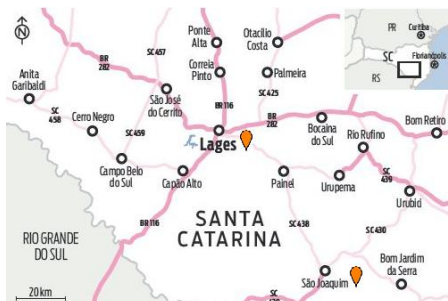 N
BR
282
SC457
Ponte
Alta
Otacílio
Costa
PR
Curitiba
SC
Florianópolis
RS
Anita
Garibaldi
Correia
Pinto
Palmeira
São José
do Cerrito
SC425
SC
458
Cerro Negro
BR116
BR
282
Bocaina
do Sul
Rio Rufino
Bom Retiro
SC459
Lages
Campo Belo
do Sul
Capão Alto
Painel
Urupema
SC
439
Urubid
BR116
SANTA
CATARINA
SC438
SC430
RIO GRANDE
DO SUL
São Joaquim
Bom Jardim
da Serra
20 km